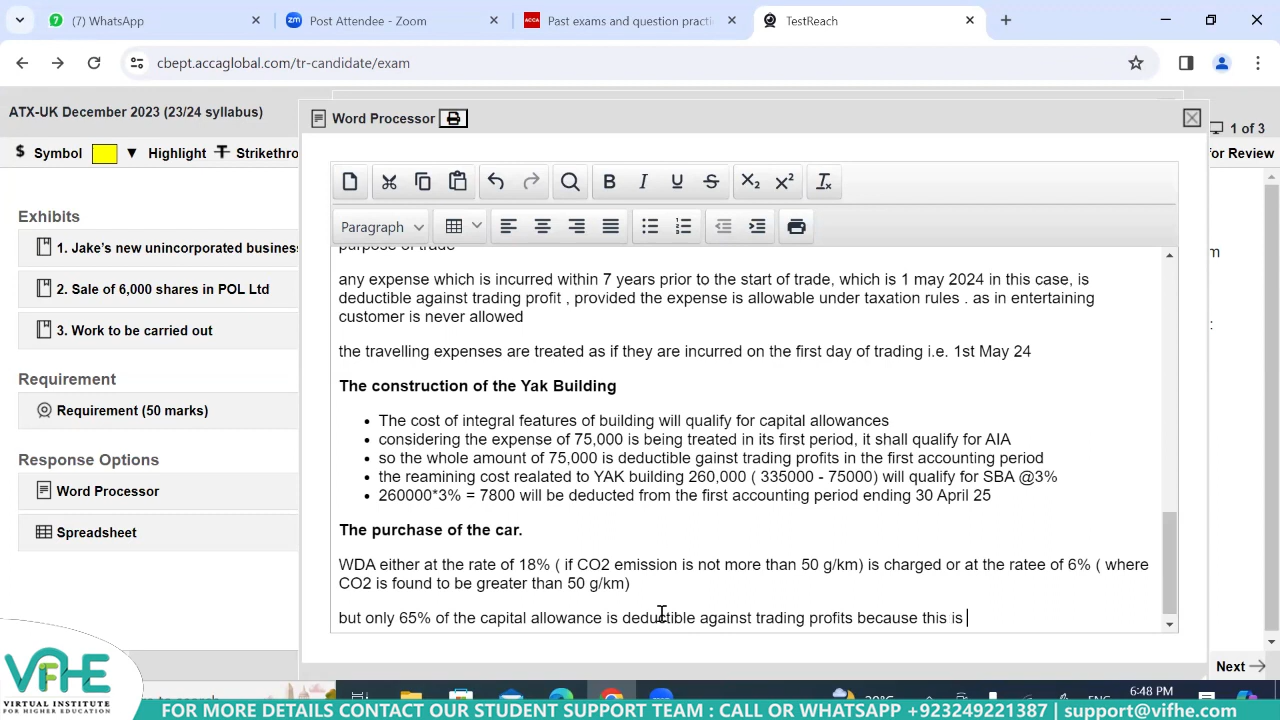 (7) WhatsApp
Post Attendee - Zoom
ACCA
Past exams and question practi
TestReach
cbept.accaglobal.com/tr-candidate/exam
ATX-UK December 2023 (23/24 syllabus)
Word Processor
1 of 3
$ Symbol
Highlight
T Strikethro
for Review
Exhibits
1. Jake's new unincorporated busines
2. Sale of 6,000 shares in POL Ltd
3. Work to be carried out
Requirement
Requirement (50 marks)
Response Options
Word Processor
Spreadsheet
B I U S X₂ X² Tx
Paragraph
purpose of trade
any expense which is incurred within 7 years prior to the start of trade, which is 1 may 2024 in this case, is
deductible against trading profit , provided the expense is allowable under taxation rules . as in entertaining
customer is never allowed
the travelling expenses are treated as if they are incurred on the first day of trading i.e. 1st May 24
The construction of the Yak Building
• The cost of integral features of building will qualify for capital allowances
• considering the expense of 75,000 is being treated in its first period, it shall qualify for AIA
• so the whole amount of 75,000 is deductible gainst trading profits in the first accounting period
• the reamining cost realated to YAK building 260,000 ( 335000 - 75000) will qualify for SBA @3%
• 260000*3% = 7800 will be deducted from the first accounting period ending 30 April 25
The purchase of the car.
WDA either at the rate of 18% ( if CO2 emission is not more than 50 g/km) is charged or at the ratee of 6% ( where
CO2 is found to be greater than 50 g/km)
but only 65% of the capital allowance is deductible against trading profits because this is
m
Next
6:48 PM
ENG
VFHE
VIRTUAL INSTITUTE
FOR HIGHER EDUCATION
FOR MORE DETAILS CONTACT OUR STUDENT SUPPORT TEAM : CALL OR WHATSAPP +923249221387 | support@vifhe.com